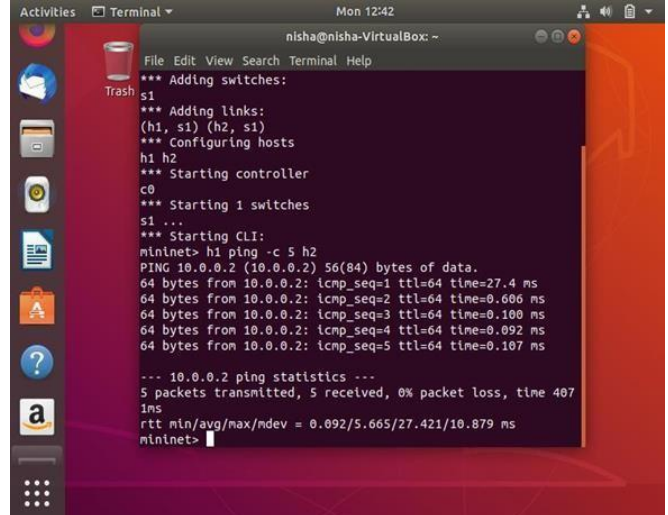 Activities Terminal Mon 12:42
nisha@nisha-VirtualBox: ~
File Edit View Search Terminal Help
Trash
*** Adding switches:
s1
*** Adding links:
(h1, s1) (h2, s1)
*** Configuring hosts
h1 h2
*** Starting controller
c0
*** Starting 1 switches
s1 ...
*** Starting CLI:
mininet> h1 ping -c 5 h2
PING 10.0.0.2 (10.0.0.2) 56(84) bytes of data.
64 bytes from 10.0.0.2: icmp_seq=1 ttl=64 time=27.4 ms
64 bytes from 10.0.0.2: icmp_seq=2 ttl=64 time=0.606 ms
64 bytes from 10.0.0.2: icmp_seq=3 ttl=64 time=0.100 ms
64 bytes from 10.0.0.2: icmp_seq=4 ttl=64 time=0.092 ms
64 bytes from 10.0.0.2: icmp_seq=5 ttl=64 time=0.107 ms
--- 10.0.0.2 ping statistics ---
5 packets transmitted, 5 received, 0% packet loss, time 407
1ms
rtt min/avg/max/mdev = 0.092/5.665/27.421/10.879 ms
mininet>